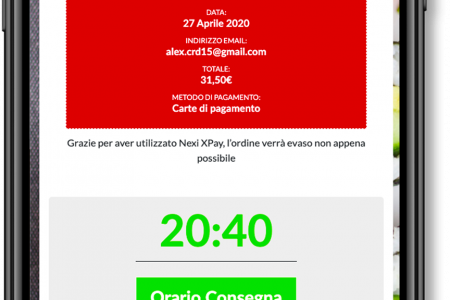 DATA:
27 Aprile 2020
INDIRIZZO EMAIL:
alex.crd15@gmail.com
TOTALE:
31,50€
METODO DI PAGAMENTO:
Carte di pagamento
Grazie per aver utilizzato Nexi XPay, l'ordine verrà evaso non appena
possibile
20:40
Orario Consegna